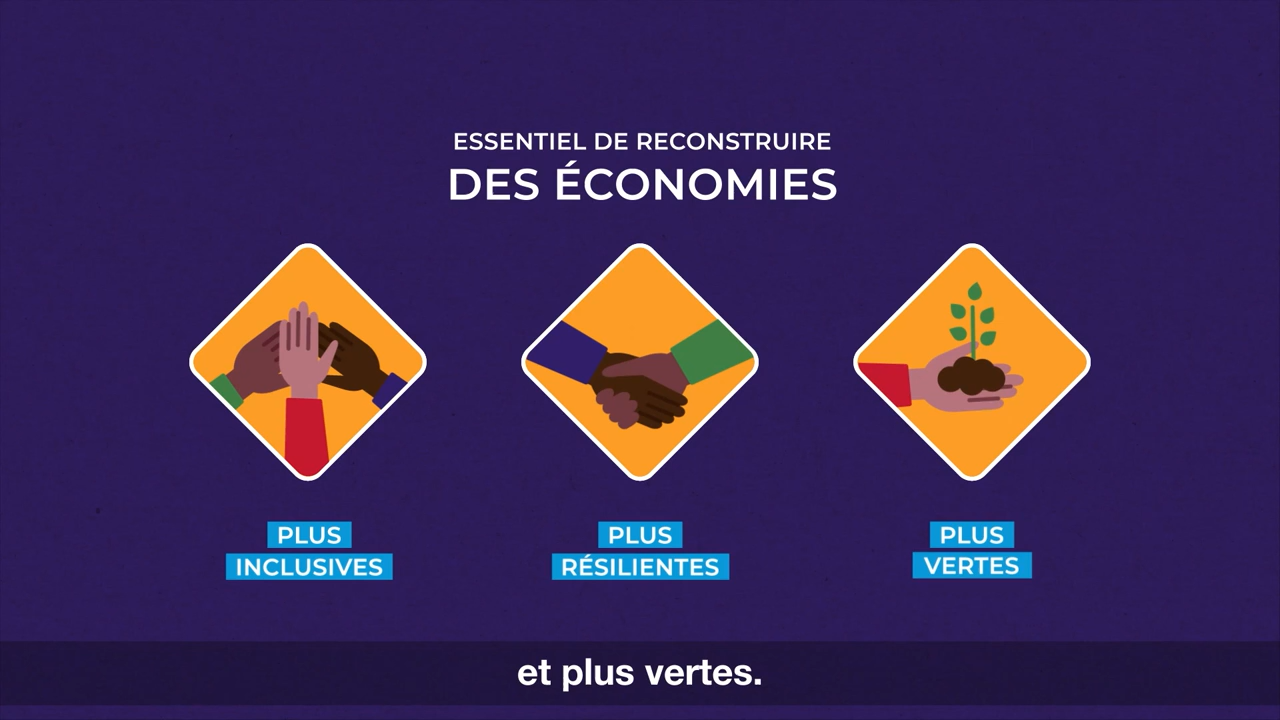 ESSENTIEL DE RECONSTRUIRE
DES ÉCONOMIES
PLUS
INCLUSIVES
PLUS
RÉSILIENTES
PLUS
VERTES
et plus vertes.